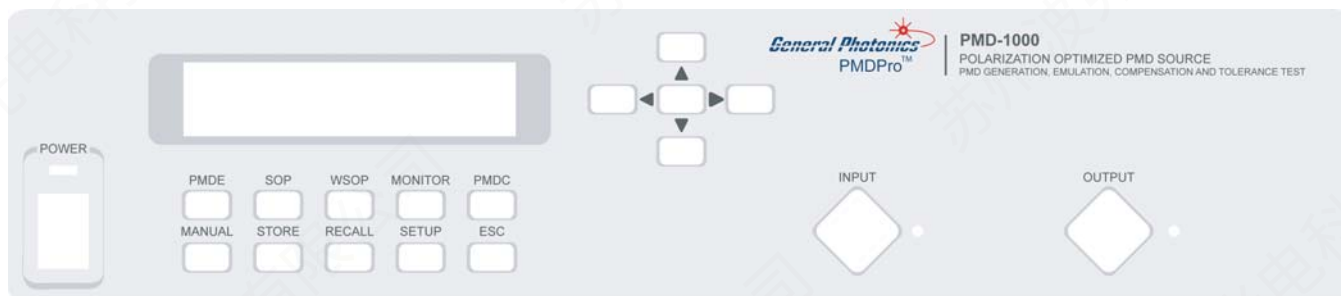 General Photonics
PMDPro™
PMD-1000
POLARIZATION OPTIMIZED PMD SOURCE
PMD GENERATION, EMULATION, COMPENSATION AND TOLERANCE TEST
POWER
PMDE SOP WSOP MONITOR PMDC
MANUAL STORE RECALL SETUP ESC
INPUT OUTPUT